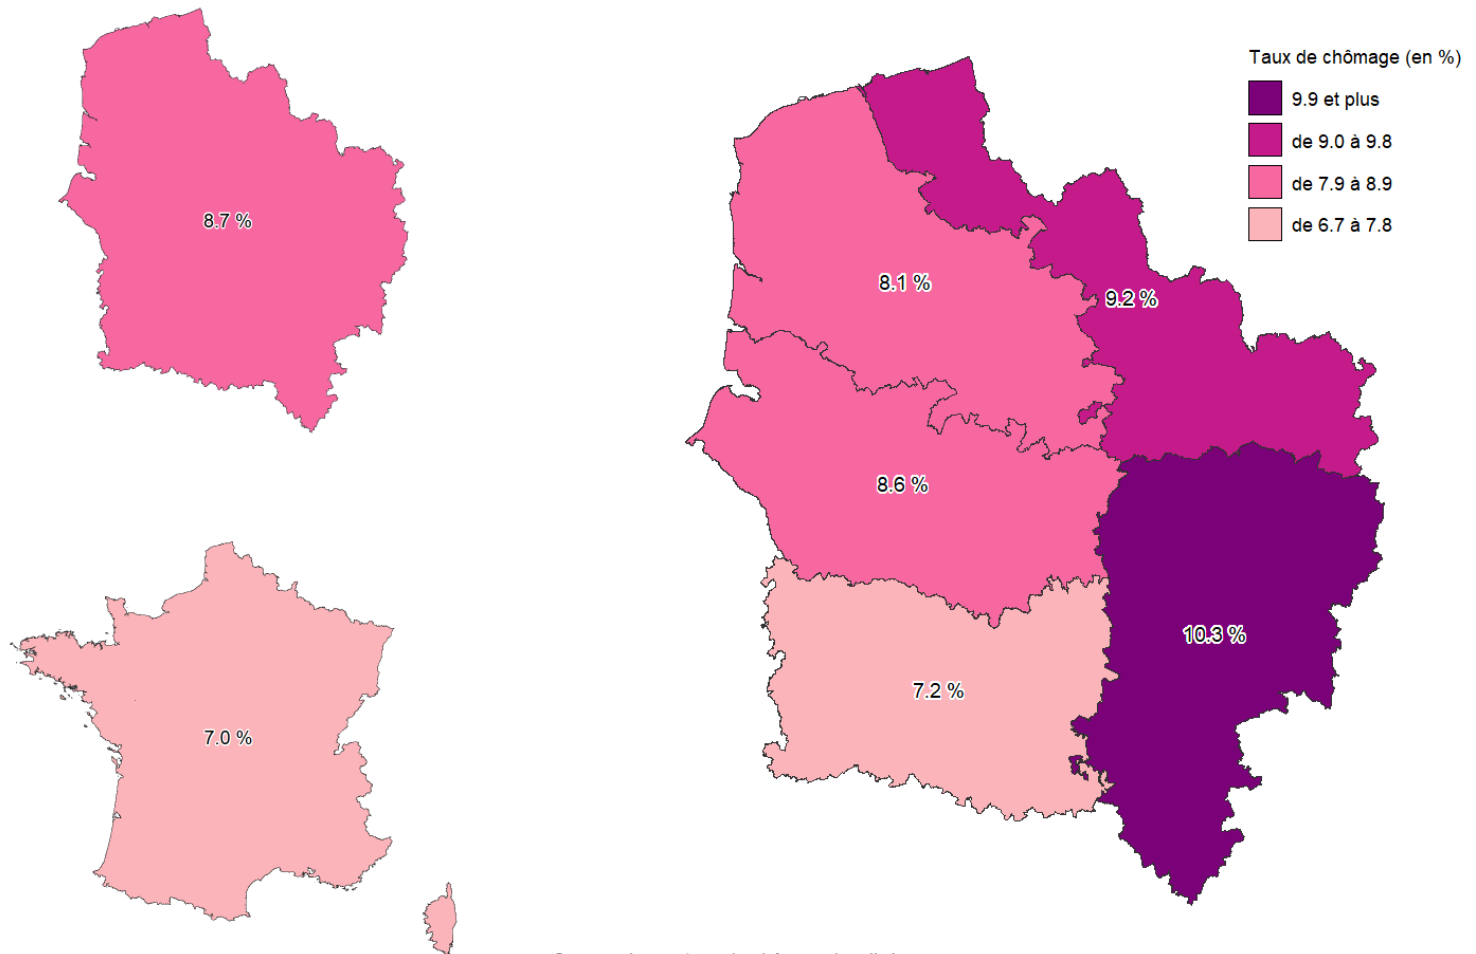 Taux de chômage (en %)
9.9 et plus
de 9.0 à 9.8
de 7.9 à 8.9
de 6.7 à 7.8
8.7 %
8.1 %
9.2 %
8.6 %
10.3 %
7.2 %
7.0 %